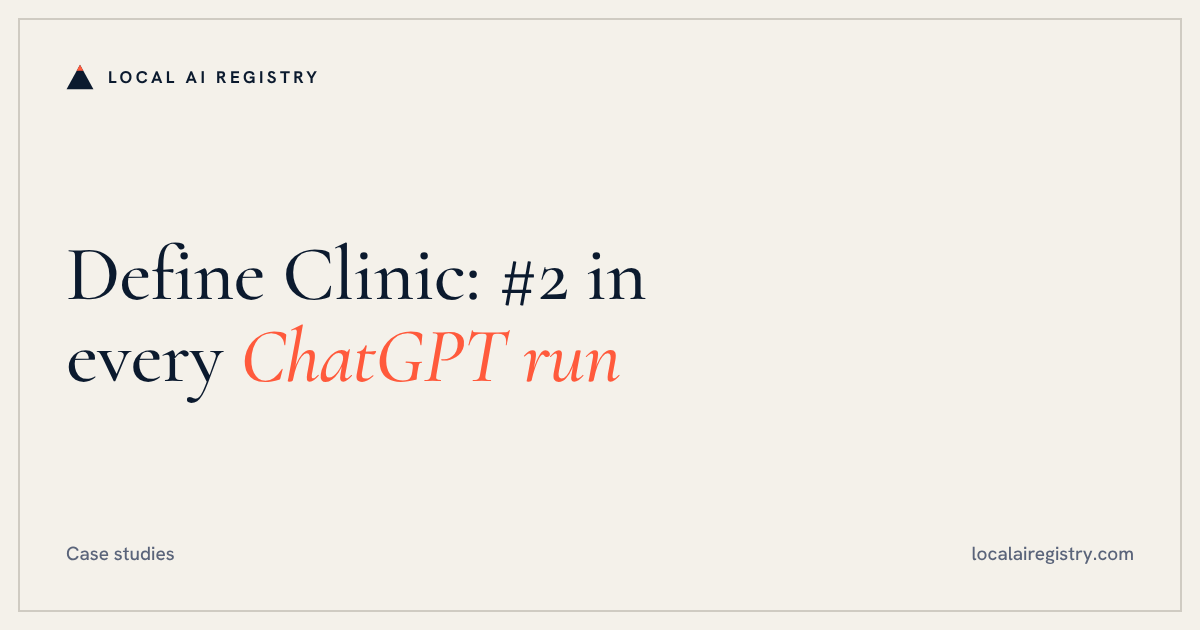 LOCAL AI REGISTRY
Define Clinic: #2 in
every ChatGPT run
Case studies
localairegistry.com